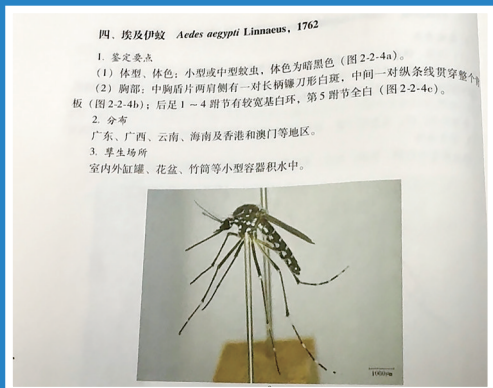 四、埃及伊蚊 Aedes aegypti Linnaeus, 1762
1. 鉴定要点
(1) 体型、体色：小型或中型蚊虫，体色为暗黑色 (图2-2-4a)。
(2) 胸部：中胸盾片两肩侧有一对长柄镰刀形白斑，中间一对纵条线贯穿整个盾
板 (图2-2-4b)；后足1～4跗节有较宽基白环，第5跗节全白 (图2-2-4c)。
2. 分布
广东、广西、云南、海南及香港和澳门等地区。
3. 孳生场所
室内外缸罐、花盆、竹筒等小型容器积水中。
1000μm